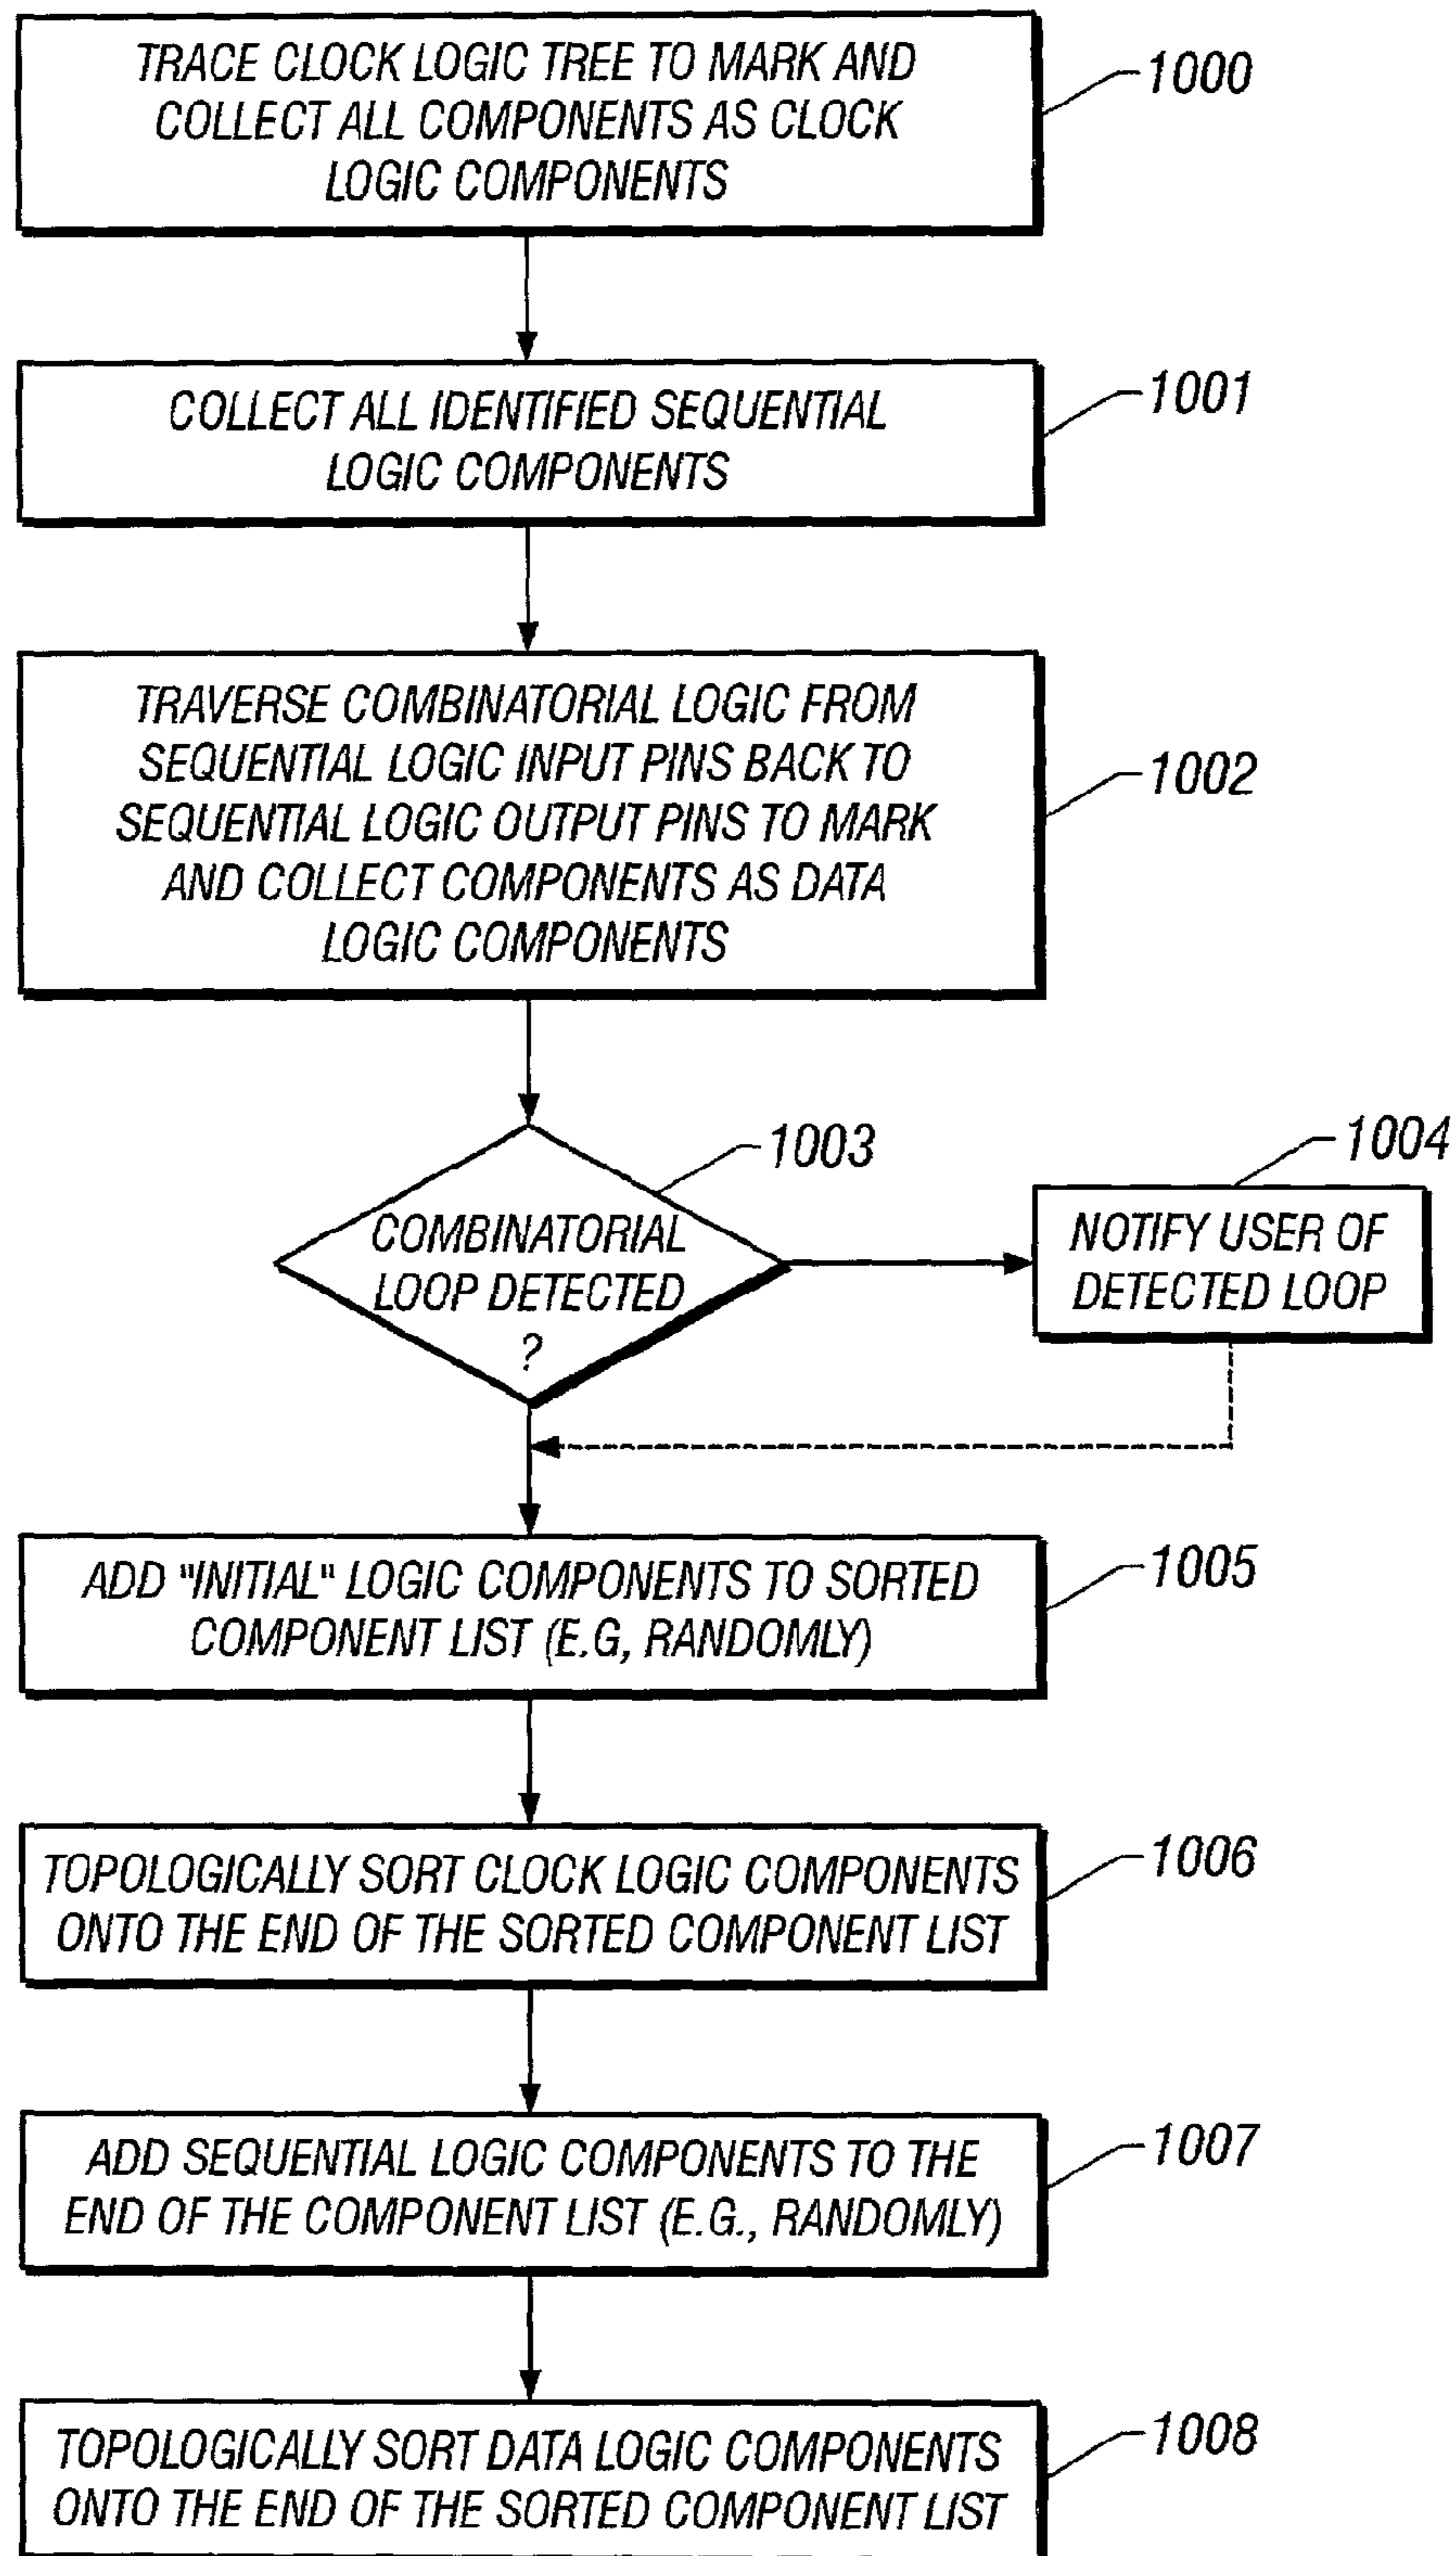 TRACE CLOCK LOGIC TREE TO MARK AND
COLLECT ALL COMPONENTS AS CLOCK
LOGIC COMPONENTS
1000
COLLECT ALL IDENTIFIED SEQUENTIAL
LOGIC COMPONENTS
1001
TRAVERSE COMBINATORIAL LOGIC FROM
SEQUENTIAL LOGIC INPUT PINS BACK TO
SEQUENTIAL LOGIC OUTPUT PINS TO MARK
AND COLLECT COMPONENTS AS DATA
LOGIC COMPONENTS
1002
COMBINATORIAL
LOOP DETECTED
?
1003
1004
NOTIFY USER OF
DETECTED LOOP
ADD "INITIAL" LOGIC COMPONENTS TO SORTED
COMPONENT LIST (E.G, RANDOMLY)
1005
TOPOLOGICALLY SORT CLOCK LOGIC COMPONENTS
ONTO THE END OF THE SORTED COMPONENT LIST
1006
ADD SEQUENTIAL LOGIC COMPONENTS TO THE
END OF THE COMPONENT LIST (E.G., RANDOMLY)
1007
TOPOLOGICALLY SORT DATA LOGIC COMPONENTS
ONTO THE END OF THE SORTED COMPONENT LIST
1008